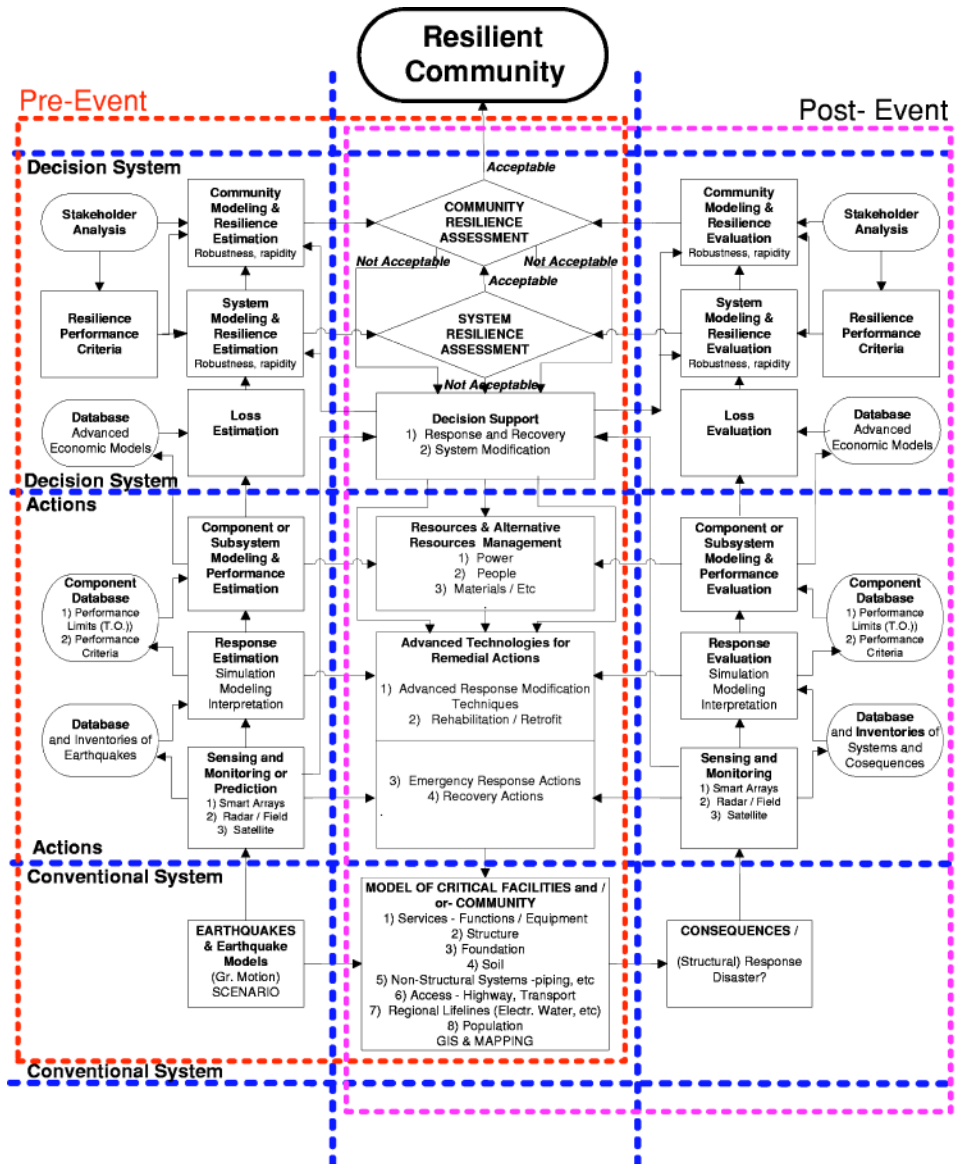 Resilient
Community
Pre-Event
Post- Event
Decision System
Acceptable
Stakeholder
Analysis
Community
Modeling &
Resilience
Estimation
Robustness, rapidity
COMMUNITY
RESILIENCE
ASSESSMENT
Community
Modeling &
Resilience
Evaluation
Robustness, rapidity
Stakeholder
Analysis
Not Acceptable
Not Acceptable
Acceptable
Resilience
Performance
Criteria
System
Modeling &
Resilience
Estimation
Robustness, rapidity
SYSTEM
RESILIENCE
ASSESSMENT
System
Modeling &
Resilience
Evaluation
Robustness, rapidity
Resilience
Performance
Criteria
Not Acceptable
Database
Advanced
Economic Models
Loss
Estimation
Decision Support
1) Response and Recovery
2) System Modification
Loss
Evaluation
Database
Advanced
Economic Models
Decision System
Actions
Component or
Subsystem
Modeling &
Performance
Estimation
Resources & Alternative
Resources Management
1) Power
2) People
3) Materials / Etc
Component or
Subsystem
Modeling &
Performance
Evaluation
Component
Database
1) Performance
Limits (T.O.))
2) Performance
Criteria
Component
Database
1) Performance
Limits (T.O.))
2) Performance
Criteria
Response
Estimation
Simulation
Modeling
Interpretation
Advanced Technologies for
Remedial Actions
1) Advanced Response Modification
Techniques
2) Rehabilitation / Retrofit
Response
Evaluation
Simulation
Modeling
Interpretation
Database
and Inventories of
Earthquakes
Database
and Inventories of
Systems and
Cosequences
Sensing and
Monitoring or
Prediction
1) Smart Arrays
2) Radar / Field
3) Satellite
3) Emergency Response Actions
4) Recovery Actions
.
Sensing and
Monitoring
1) Smart Arrays
2) Radar / Field
3) Satellite
Actions
Conventional System
EARTHQUAKES
& Earthquake
Models
(Gr. Motion)
SCENARIO
MODEL OF CRITICAL FACILITIES and /
or- COMMUNITY
1) Services - Functions / Equipment
2) Structure
3) Foundation
4) Soil
5) Non-Structural Systems -piping, etc
6) Access - Highway, Transport
7) Regional Lifelines (Electr. Water, etc)
8) Population
GIS & MAPPING
CONSEQUENCES /
(Structural) Response
Disaster?
Conventional System